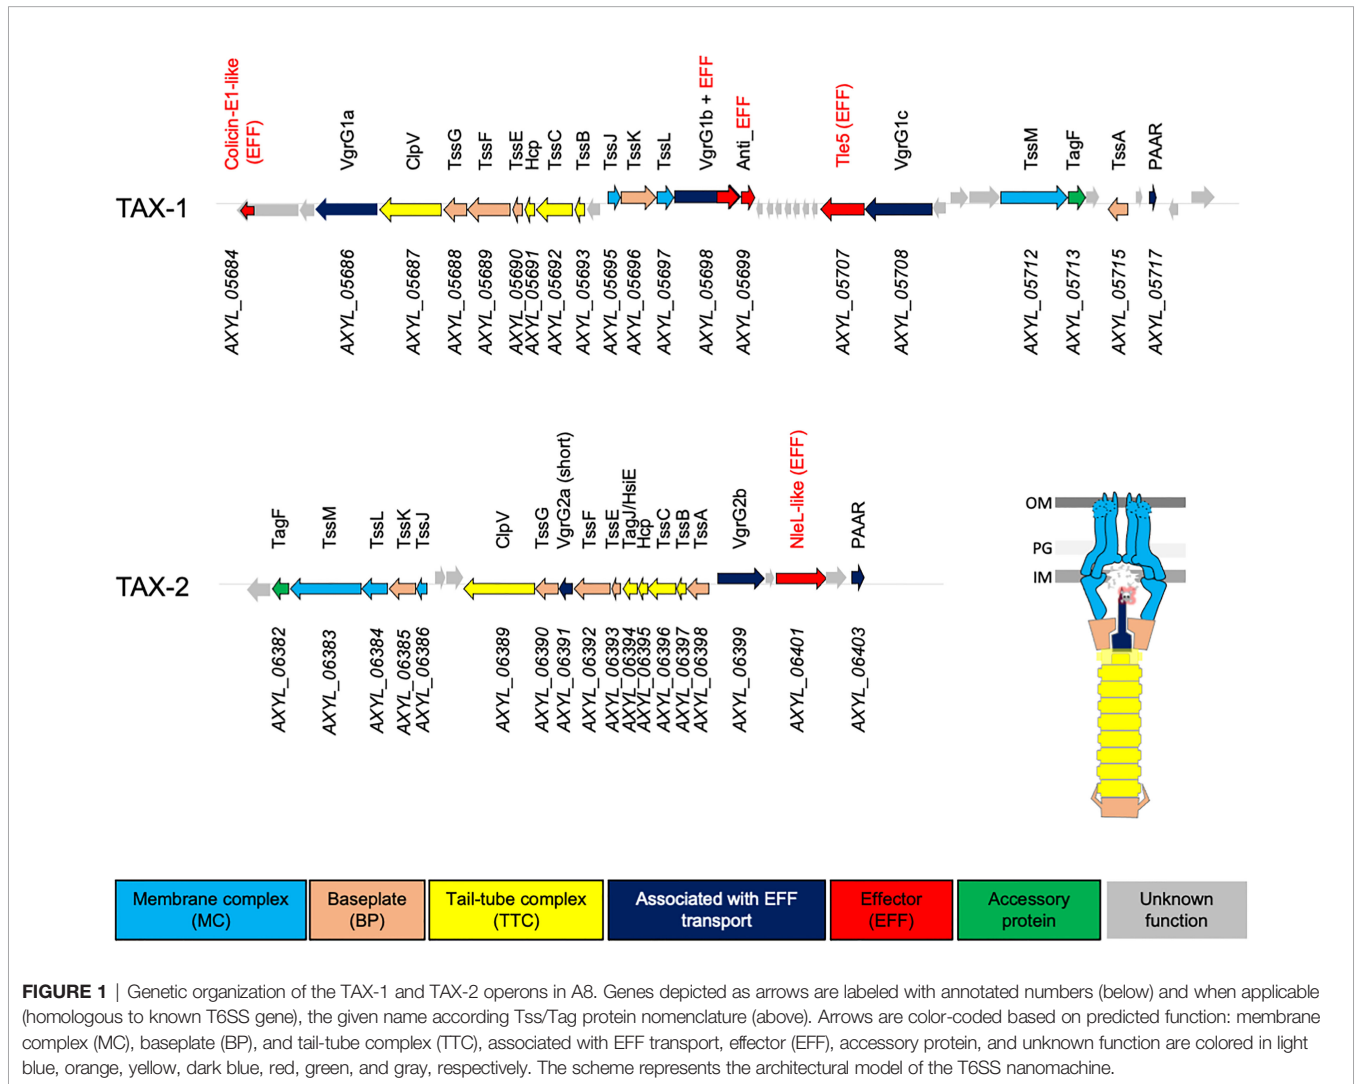 Colicin-E1-like
(EFF)
VgrG1a
ClpV
TssG
TssF
TssE
Hcp
TssC
TssB
TssJ
TssK
TssL
VgrG1b + EFF
Anti_EFF
Tle5 (EFF)
VgrG1c
TssM
TagF
TssA
PAAR
TAX-1
AXYL_05684
AXYL_05686
AXYL_05687
AXYL_05688
AXYL_05689
AXYL_05690
AXYL_05691
AXYL_05692
AXYL_05693
AXYL_05695
AXYL_05696
AXYL_05697
AXYL_05698
AXYL_05699
AXYL_05707
AXYL_05708
AXYL_05712
AXYL_05713
AXYL_05715
AXYL_05717
TagF
TssM
TssL
TssK
TssJ
ClpV
TssG
VgrG2a (short)
TssF
TssE
TagJ/HsiE
Hcp
TssC
TssB
TssA
VgrG2b
NleL-like (EFF)
PAAR
TAX-2
AXYL_06382
AXYL_06383
AXYL_06384
AXYL_06385
AXYL_06386
AXYL_06389
AXYL_06390
AXYL_06391
AXYL_06392
AXYL_06393
AXYL_06394
AXYL_06395
AXYL_06396
AXYL_06397
AXYL_06398
AXYL_06399
AXYL_06401
AXYL_06403
OM
PG
IM
Membrane complex
(MC)
Baseplate
(BP)
Tail-tube complex
(TTC)
Associated with EFF
transport
Effector
(EFF)
Accessory
protein
Unknown
function
FIGURE 1 | Genetic organization of the TAX-1 and TAX-2 operons in A8. Genes depicted as arrows are labeled with annotated numbers (below) and when applicable
(homologous to known T6SS gene), the given name according Tss/Tag protein nomenclature (above). Arrows are color-coded based on predicted function: membrane
complex (MC), baseplate (BP), and tail-tube complex (TTC), associated with EFF transport, effector (EFF), accessory protein, and unknown function are colored in light
blue, orange, yellow, dark blue, red, green, and gray, respectively. The scheme represents the architectural model of the T6SS nanomachine.